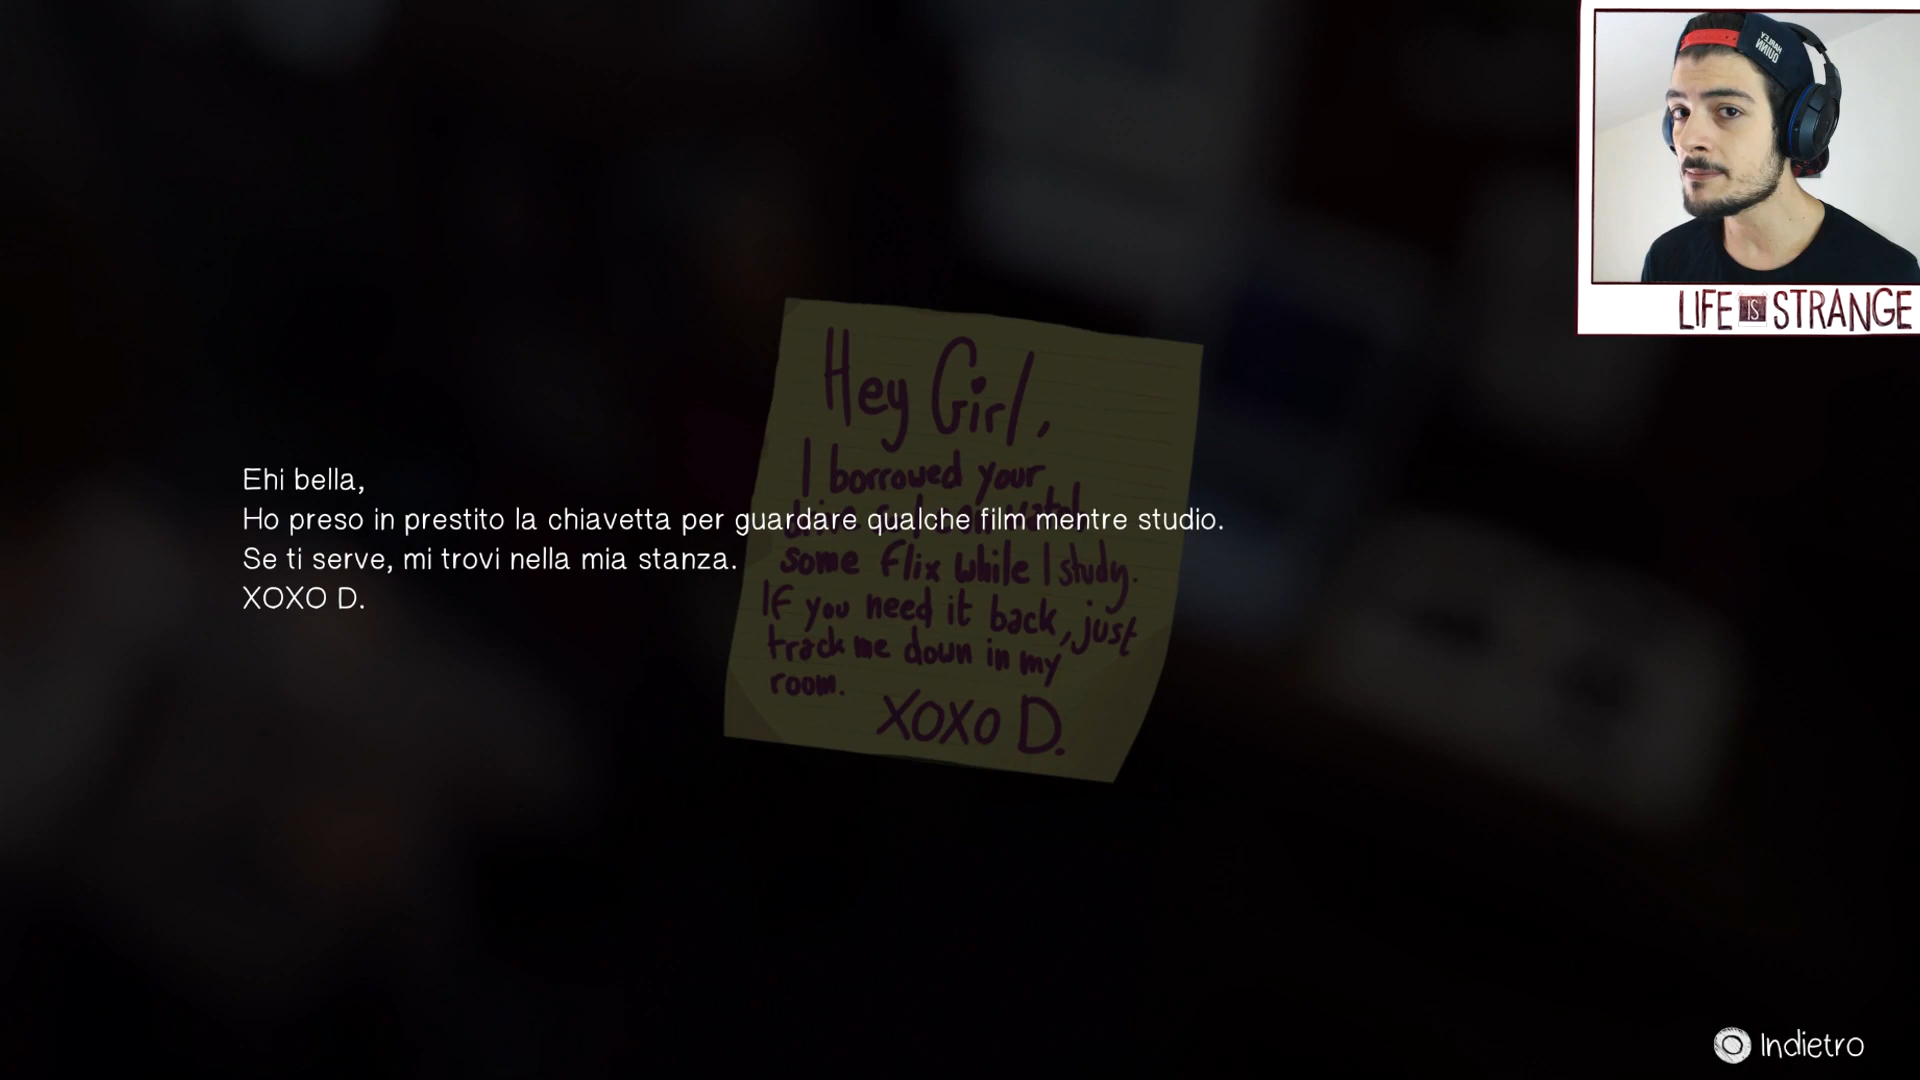 HARLEY
QUINN
LIFE IS STRANGE
Hey Girl,
I borrowed your
some flix while I study.
If you need it back, just
track me down in my
room.
XOXO D.
Ehi bella,
Ho preso in prestito la chiavetta per guardare qualche film mentre studio.
Se ti serve, mi trovi nella mia stanza.
XOXO D.
Indietro